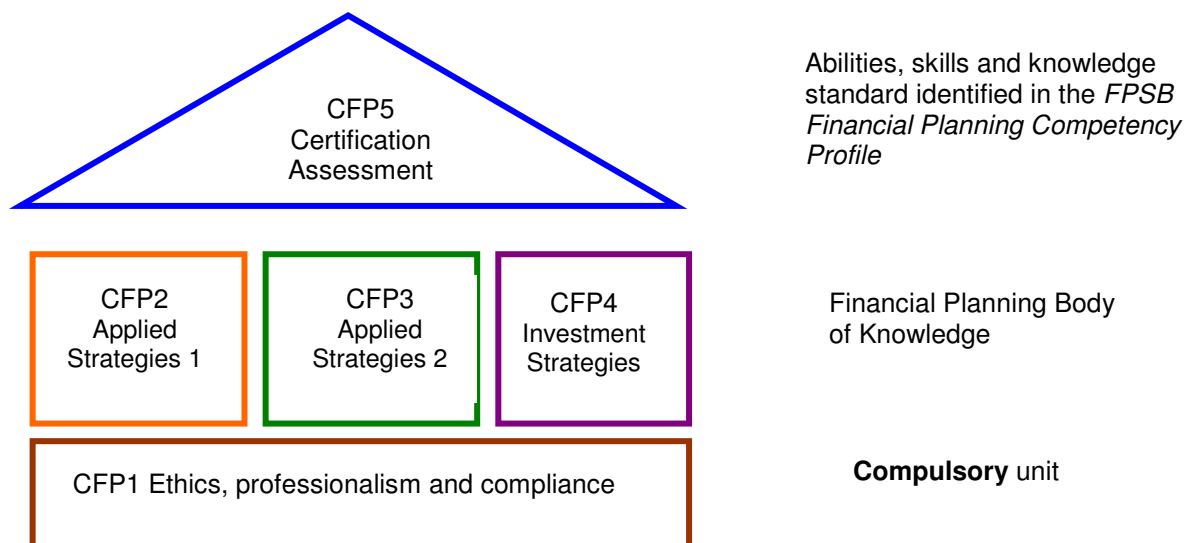 CFP5
Certification
Assessment
Abilities, skills and knowledge
standard identified in the FPSB
Financial Planning Competency
Profile
CFP2
Applied
Strategies 1
CFP3
Applied
Strategies 2
CFP4
Investment
Strategies
Financial Planning Body
of Knowledge
CFP1 Ethics, professionalism and compliance
Compulsory unit